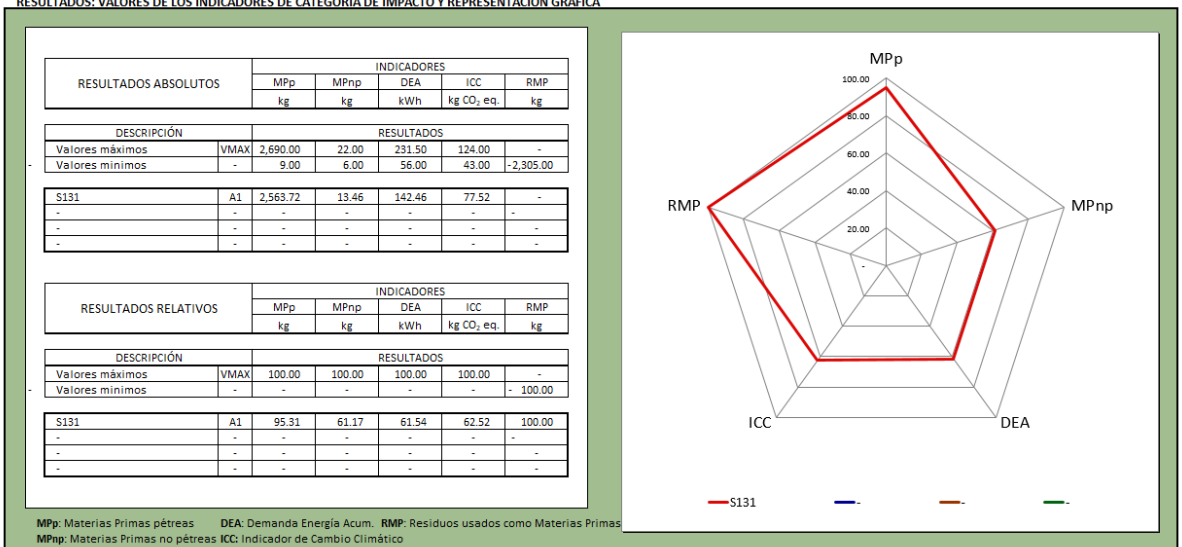 RESULTADOS: VALORES DE LOS INDICADORES DE CATEGORÍA DE IMPACTO Y REPRESENTACIÓN GRÁFICA
RESULTADOS ABSOLUTOS
INDICADORES
MPp MPnp DEA ICC RMP
kg kg kWh kg CO₂ eq. kg
DESCRIPCIÓN RESULTADOS
Valores máximos VMAX 2,690.00 22.00 231.50 124.00 -
- Valores minimos - 9.00 6.00 56.00 43.00 -2,305.00
S131 A1 2,563.72 13.46 142.46 77.52 -
- - - - - - -
- - - - - - -
- - - - - - -
RESULTADOS RELATIVOS
INDICADORES
MPp MPnp DEA ICC RMP
kg kg kWh kg CO₂ eq. kg
DESCRIPCIÓN RESULTADOS
Valores máximos VMAX 100.00 100.00 100.00 100.00 -
- Valores minimos - - - - - - 100.00
S131 A1 95.31 61.17 61.54 62.52 100.00
- - - - - - -
- - - - - - -
- - - - - - -
MPp: Materias Primas pétreas DEA: Demanda Energía Acum. RMP: Residuos usados como Materias Primas
MPnp: Materias Primas no pétreas ICC: Indicador de Cambio Climático
MPp
100.00
80.00
60.00
40.00
RMP MPnp
20.00
-
ICC DEA
S131 - - -